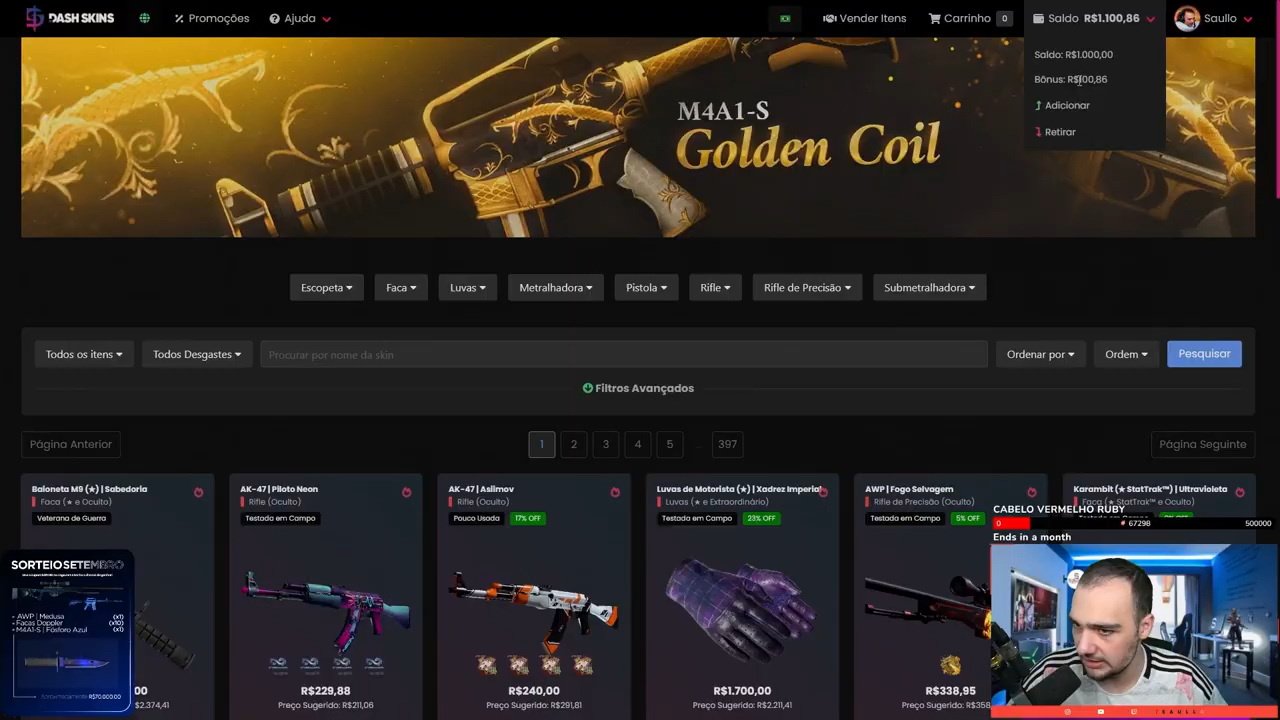 DASH SKINS
Promoções
Ajuda
Vender Itens
Carrinho 0
Saldo R$1.100,86
Saullo
Saldo: R$1.000,00
Bônus: R$100,86
Adicionar
Retirar
M4A1-S
Golden Coil
Escopeta
Faca
Luvas
Metralhadora
Pistola
Rifle
Rifle de Precisão
Submetralhadora
Todos os itens
Todos Desgastes
Procurar por nome da skin
Ordenar por
Ordem
Pesquisar
Filtros Avançados
Página Anterior
1 2 3 4 5 ... 397
Página Seguinte
Baioneta M9 (★) | Sabedoria
Faca (★ e Oculto)
Veterana de Guerra
2.374,41
AK-47 | Piloto Neon
Rifle (Oculto)
Testada em Campo
R$229,88
Preço Sugerido: R$211,06
AK-47 | Asiimov
Rifle (Oculto)
Pouco Usada 17% OFF
R$240,00
Preço Sugerido: R$291,81
Luvas de Motorista (★) | Xadrez Imperial
Luvas (★ e Extraordinário)
Testada em Campo 23% OFF
R$1.700,00
Preço Sugerido: R$2.211,41
AWP | Fogo Selvagem
Rifle de Precisão (Oculto)
Testada em Campo 5% OFF
R$338,95
Preço Sugerido: R$358
Karambit (★ StatTrak™) | Ultravioleta
Faca (★ StatTrak™ e Oculto)
CABELO VERMELHO RUBY
0 67298 500000
Ends in a month
SORTEIO SETEMBRO
AWP | Medusa (x1)
Facas Doppler (x10)
M4A1-S | Fósforo Azul (x1)
R$70.000,00